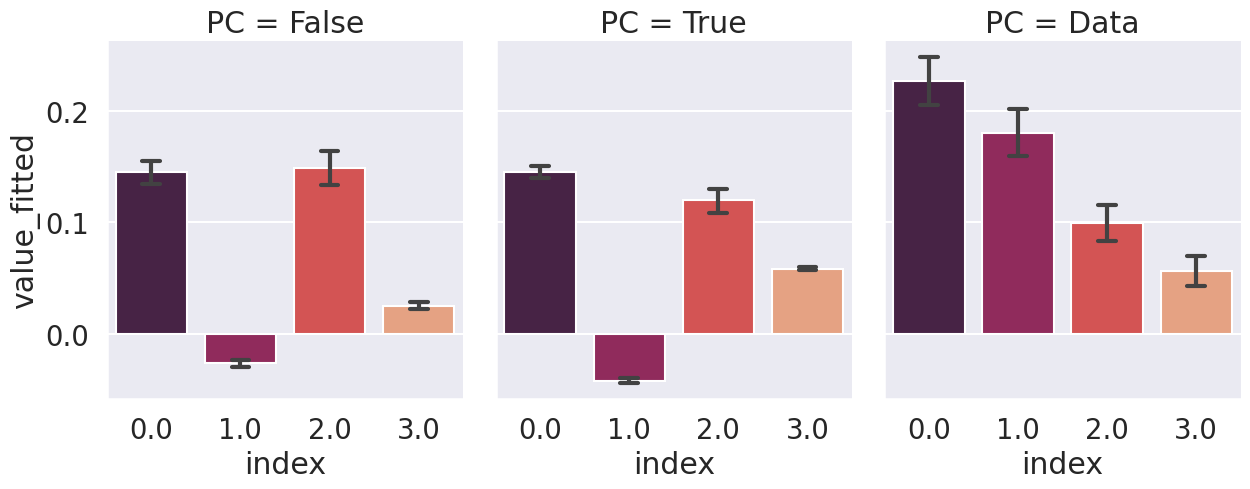 PC = False
PC = True
PC = Data
value_fitted
0.2
0.1
0.0
0.0 1.0 2.0 3.0
0.0 1.0 2.0 3.0
0.0 1.0 2.0 3.0
index
index
index